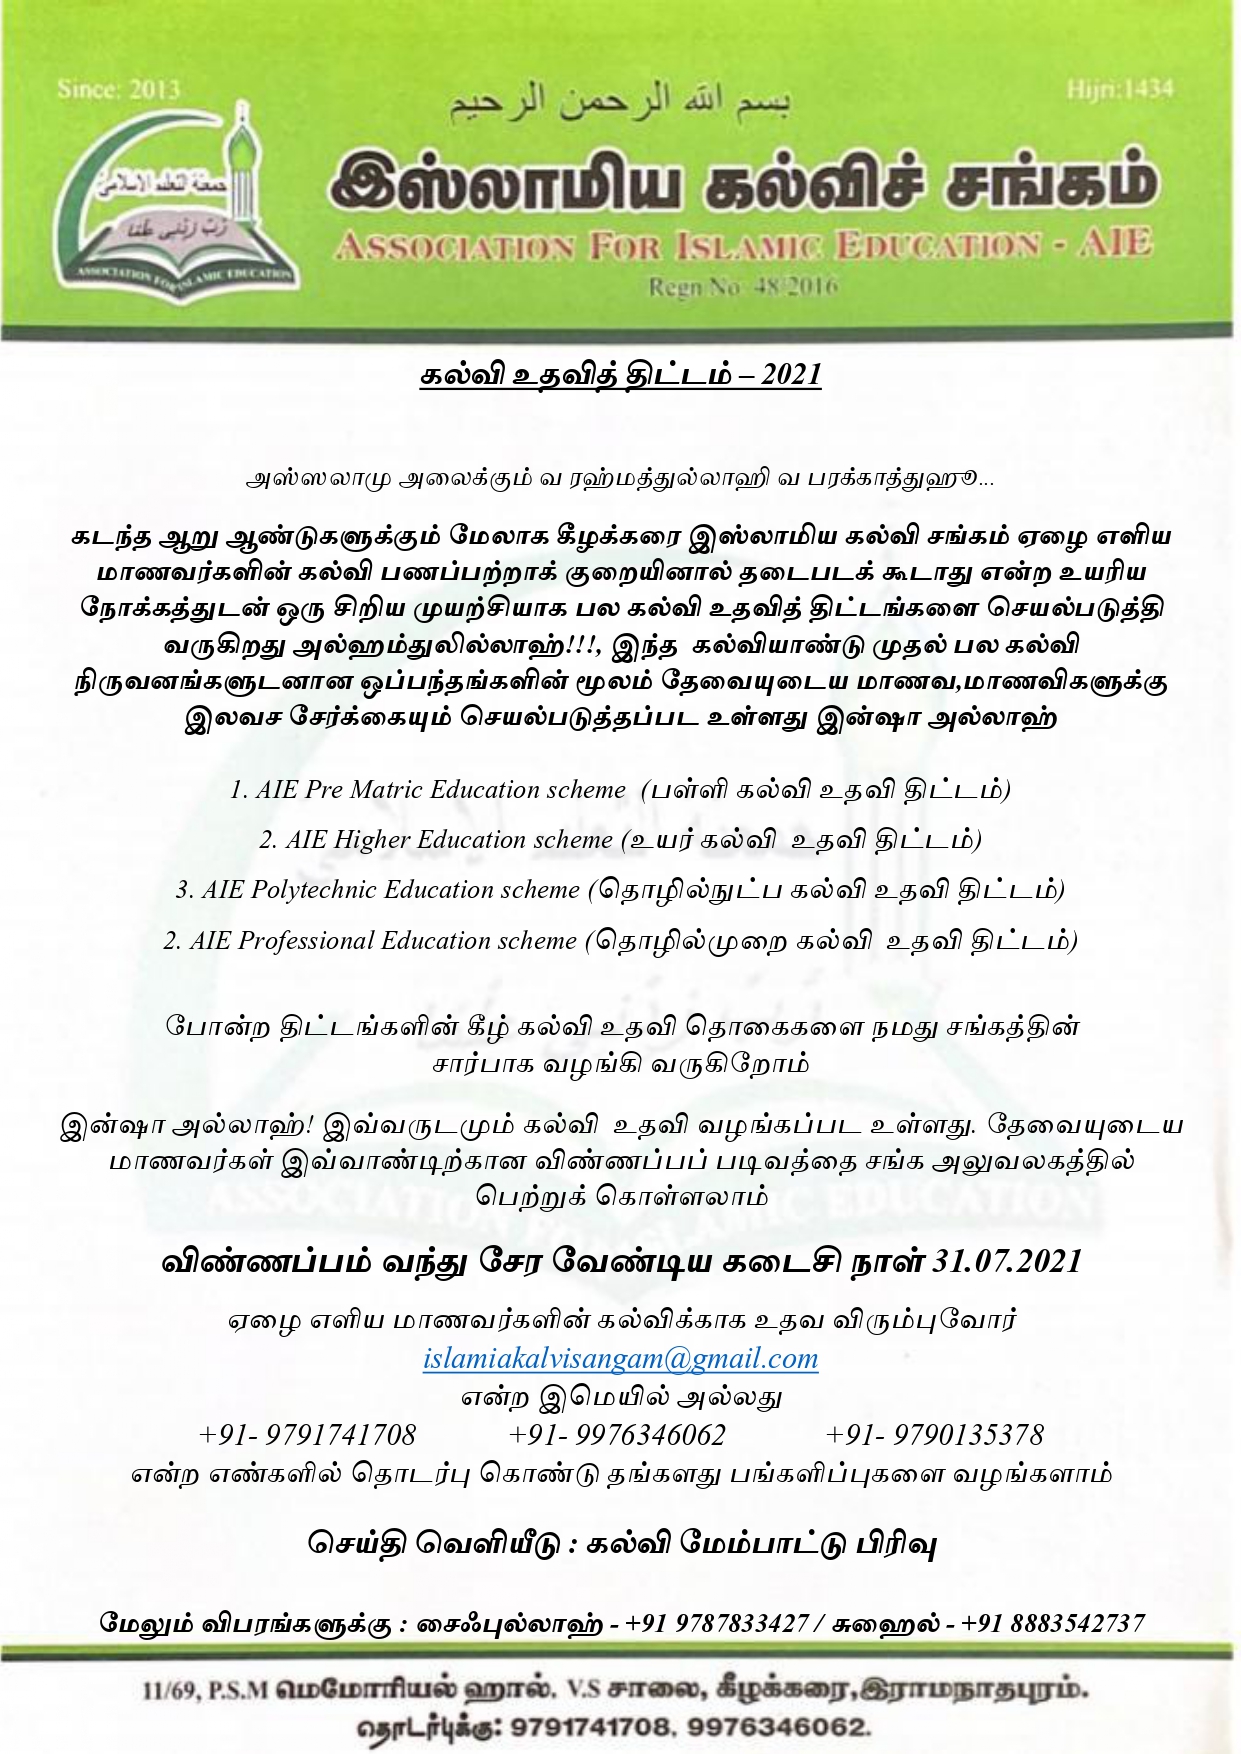 Since: 2013
Hijri:1434
بسم الله الرحمن الرحيم
இஸ்லாமிய கல்விச் சங்கம்
ASSOCIATION FOR ISLAMIC EDUCATION - AIE
Regn No 48/2016
ASSOCIATION FOR ISLAMIC EDUCATION
கல்வி உதவித் திட்டம் – 2021
அஸ்ஸலாமு அலைக்கும் வ ரஹ்மத்துல்லாஹி வ பரக்காத்துஹூ...
கடந்த ஆறு ஆண்டுகளுக்கும் மேலாக கீழக்கரை இஸ்லாமிய கல்வி சங்கம் ஏழை எளிய
மாணவர்களின் கல்வி பணப்பற்றாக் குறையினால் தடைபடக் கூடாது என்ற உயரிய
நோக்கத்துடன் ஒரு சிறிய முயற்சியாக பல கல்வி உதவித் திட்டங்களை செயல்படுத்தி
வருகிறது அல்ஹம்துலில்லாஹ்!!!, இந்த கல்வியாண்டு முதல் பல கல்வி
நிருவனங்களுடனான ஒப்பந்தங்களின் மூலம் தேவையுடைய மாணவ,மாணவிகளுக்கு
இலவச சேர்க்கையும் செயல்படுத்தப்பட உள்ளது இன்ஷா அல்லாஹ்
1. AIE Pre Matric Education scheme (பள்ளி கல்வி உதவி திட்டம்)
2. AIE Higher Education scheme (உயர் கல்வி உதவி திட்டம்)
3. AIE Polytechnic Education scheme (தொழில்நுட்ப கல்வி உதவி திட்டம்)
2. AIE Professional Education scheme (தொழில்முறை கல்வி உதவி திட்டம்)
போன்ற திட்டங்களின் கீழ் கல்வி உதவி தொகைகளை நமது சங்கத்தின்
சார்பாக வழங்கி வருகிறோம்
இன்ஷா அல்லாஹ்! இவ்வருடமும் கல்வி உதவி வழங்கப்பட உள்ளது. தேவையுடைய
மாணவர்கள் இவ்வாண்டிற்கான விண்ணப்பப் படிவத்தை சங்க அலுவலகத்தில்
பெற்றுக் கொள்ளலாம்
விண்ணப்பம் வந்து சேர வேண்டிய கடைசி நாள் 31.07.2021
ஏழை எளிய மாணவர்களின் கல்விக்காக உதவ விரும்புவோர்
islamiakalvisangam@gmail.com
என்ற இமெயில் அல்லது
+91- 9791741708 +91- 9976346062 +91- 9790135378
என்ற எண்களில் தொடர்பு கொண்டு தங்களது பங்களிப்புகளை வழங்களாம்
செய்தி வெளியீடு : கல்வி மேம்பாட்டு பிரிவு
மேலும் விபரங்களுக்கு : சைஃபுல்லாஹ் - +91 9787833427 / சுஹைல் - +91 8883542737
11/69, P.S.M மெமோரியல் ஹால். V.S சாலை, கீழக்கரை,இராமநாதபுரம்.
தொடர்புக்கு: 9791741708, 9976346062.